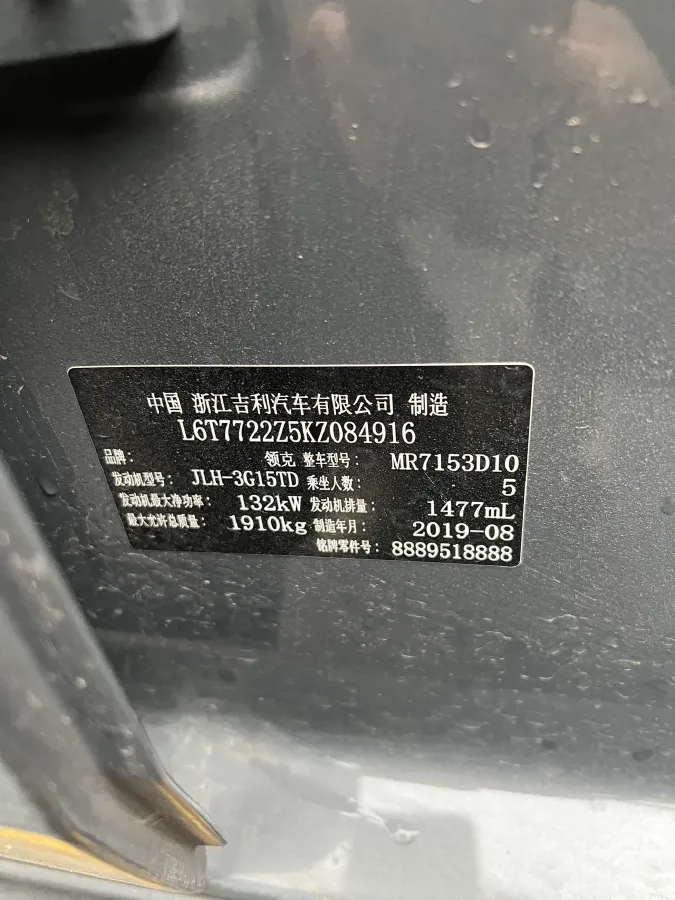 中国 浙江吉利汽车有限公司 制造
L6T7722Z5KZ084916
品牌: 领克 整车型号: MR7153D10
发动机型号: JLH-3G15TD 乘坐人数: 5
发动机最大净功率: 132kW 发动机排量: 1477mL
最大允许总质量: 1910kg 制造年月: 2019-08
铭牌零件号: 8889518888